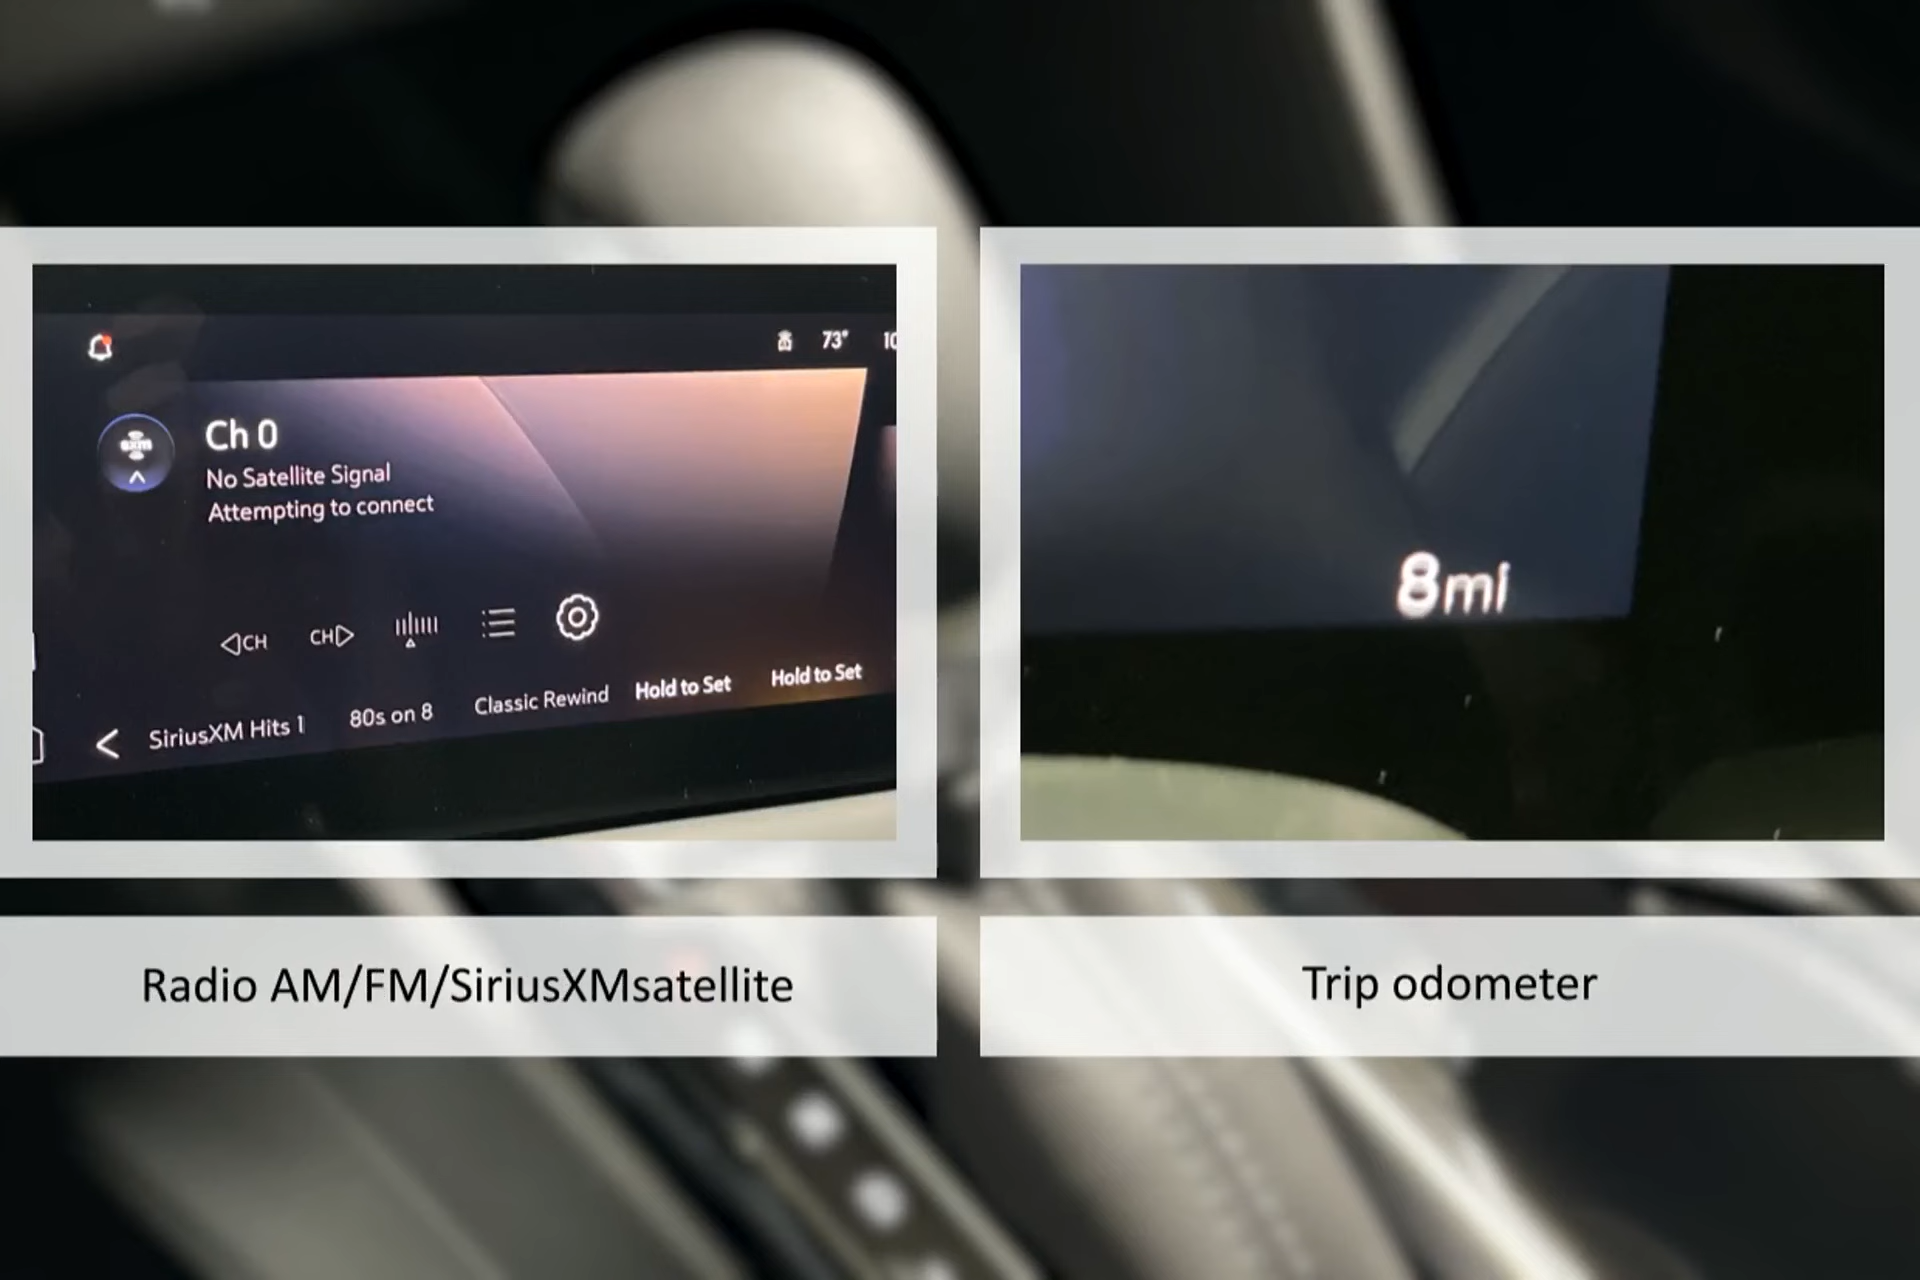 73°
sxm
Ch 0
No Satellite Signal
Attempting to connect
◁CH CH▷
SiriusXM Hits 1 80s on 8 Classic Rewind Hold to Set Hold to Set
8mi
Radio AM/FM/SiriusXMsatellite
Trip odometer